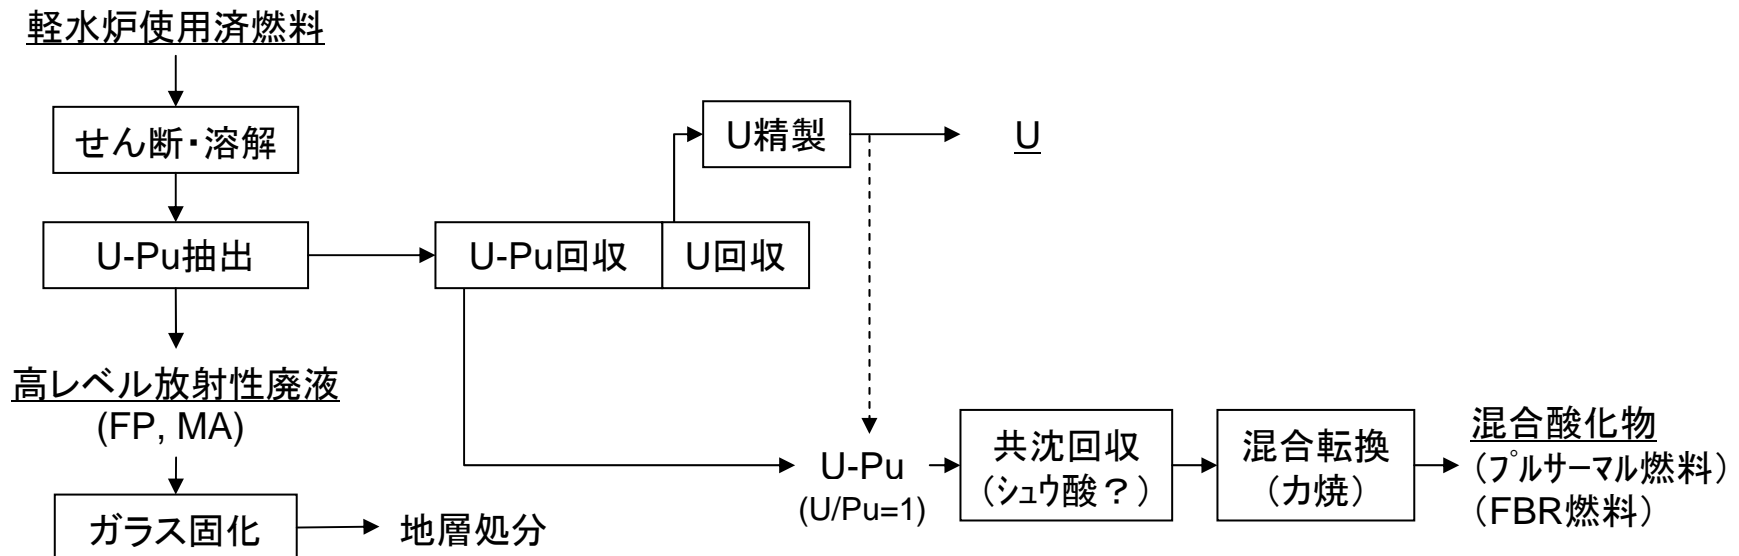 軽水炉使用済燃料
せん断・溶解
U-Pu抽出
高レベル放射性廃液
(FP, MA)
ガラス固化
地層処分
U-Pu回収
U回収
U精製
U
U-Pu
(U/Pu=1)
共沈回収
(シュウ酸?)
混合転換
(力焼)
混合酸化物
(プルサーマル燃料)
(FBR燃料)